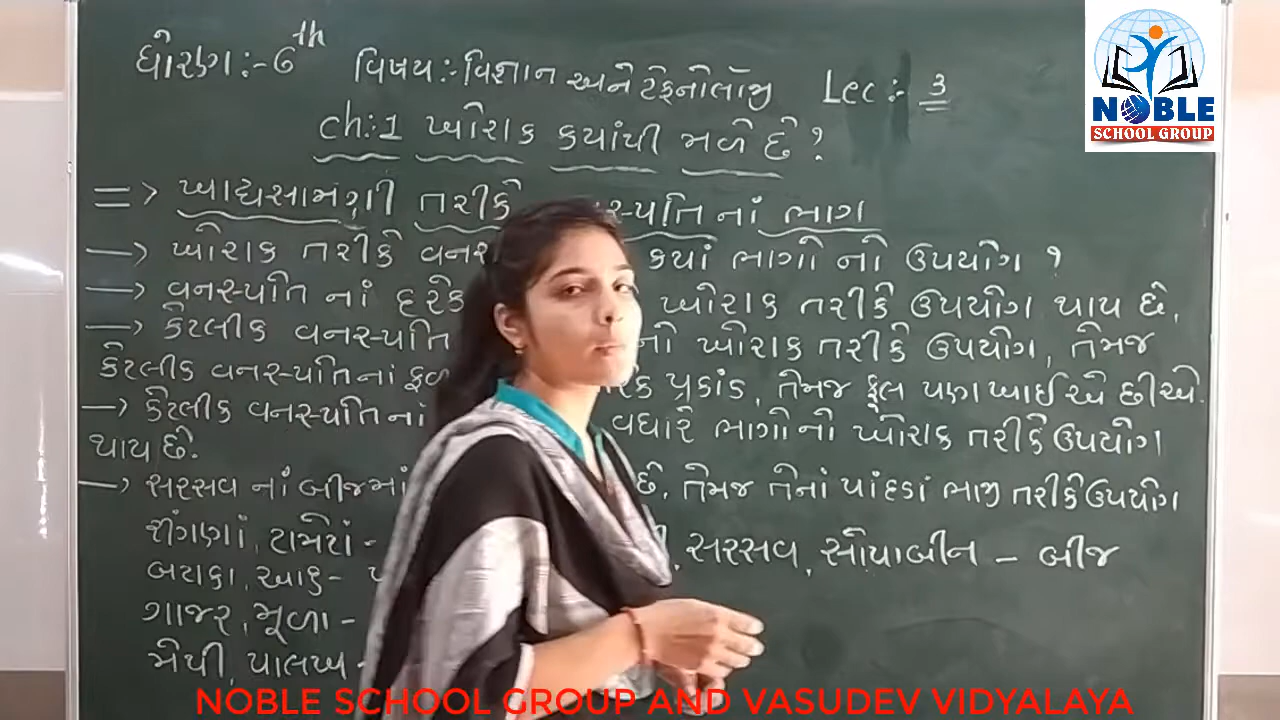 ધોરણ:- 6th વિષય:- વિજ્ઞાન અને ટેકનોલોજી Lec:- 3
NOBLE
SCHOOL GROUP
ch:1 ખોરાક કયાંથી મળે છે ?
=> ખાદ્યસામગ્રી તરીકે સ્પતિ નાં ભાગ
—> ખોરાક તરીકે વનસ કયાં ભાગો નો ઉપયોગ ?
—> વનસ્પતિ નાં દરેક ખોરાક તરીકે ઉપયોગ થાય છે.
—> કેટલીક વનસ્પતિ નો ખોરાક તરીકે ઉપયોગ, તેમજ
કેટલીક વનસ્પતિનાં ફળ પ્રકાંડ, તેમજ ફુલ પણ ખાઈએ છીએ.
—> કેટલીક વનસ્પતિનાં વધારે ભાગોનો ખોરાક તરીકે ઉપયોગ
થાય છે.
—> સરસવ નાં બીજમાં છે. તેમજ તેનાં પાંદડાં ભાજી તરીકે ઉપયોગ
રીંગણાં, ટામેટાં - , સરસવ, સોયાબીન - બીજ
બટાકા, આદુ -
ગાજર, મૂળા -
મેથી, પાલખ -
NOBLE SCHOOL GROUP AND VASUDEV VIDYALAYA